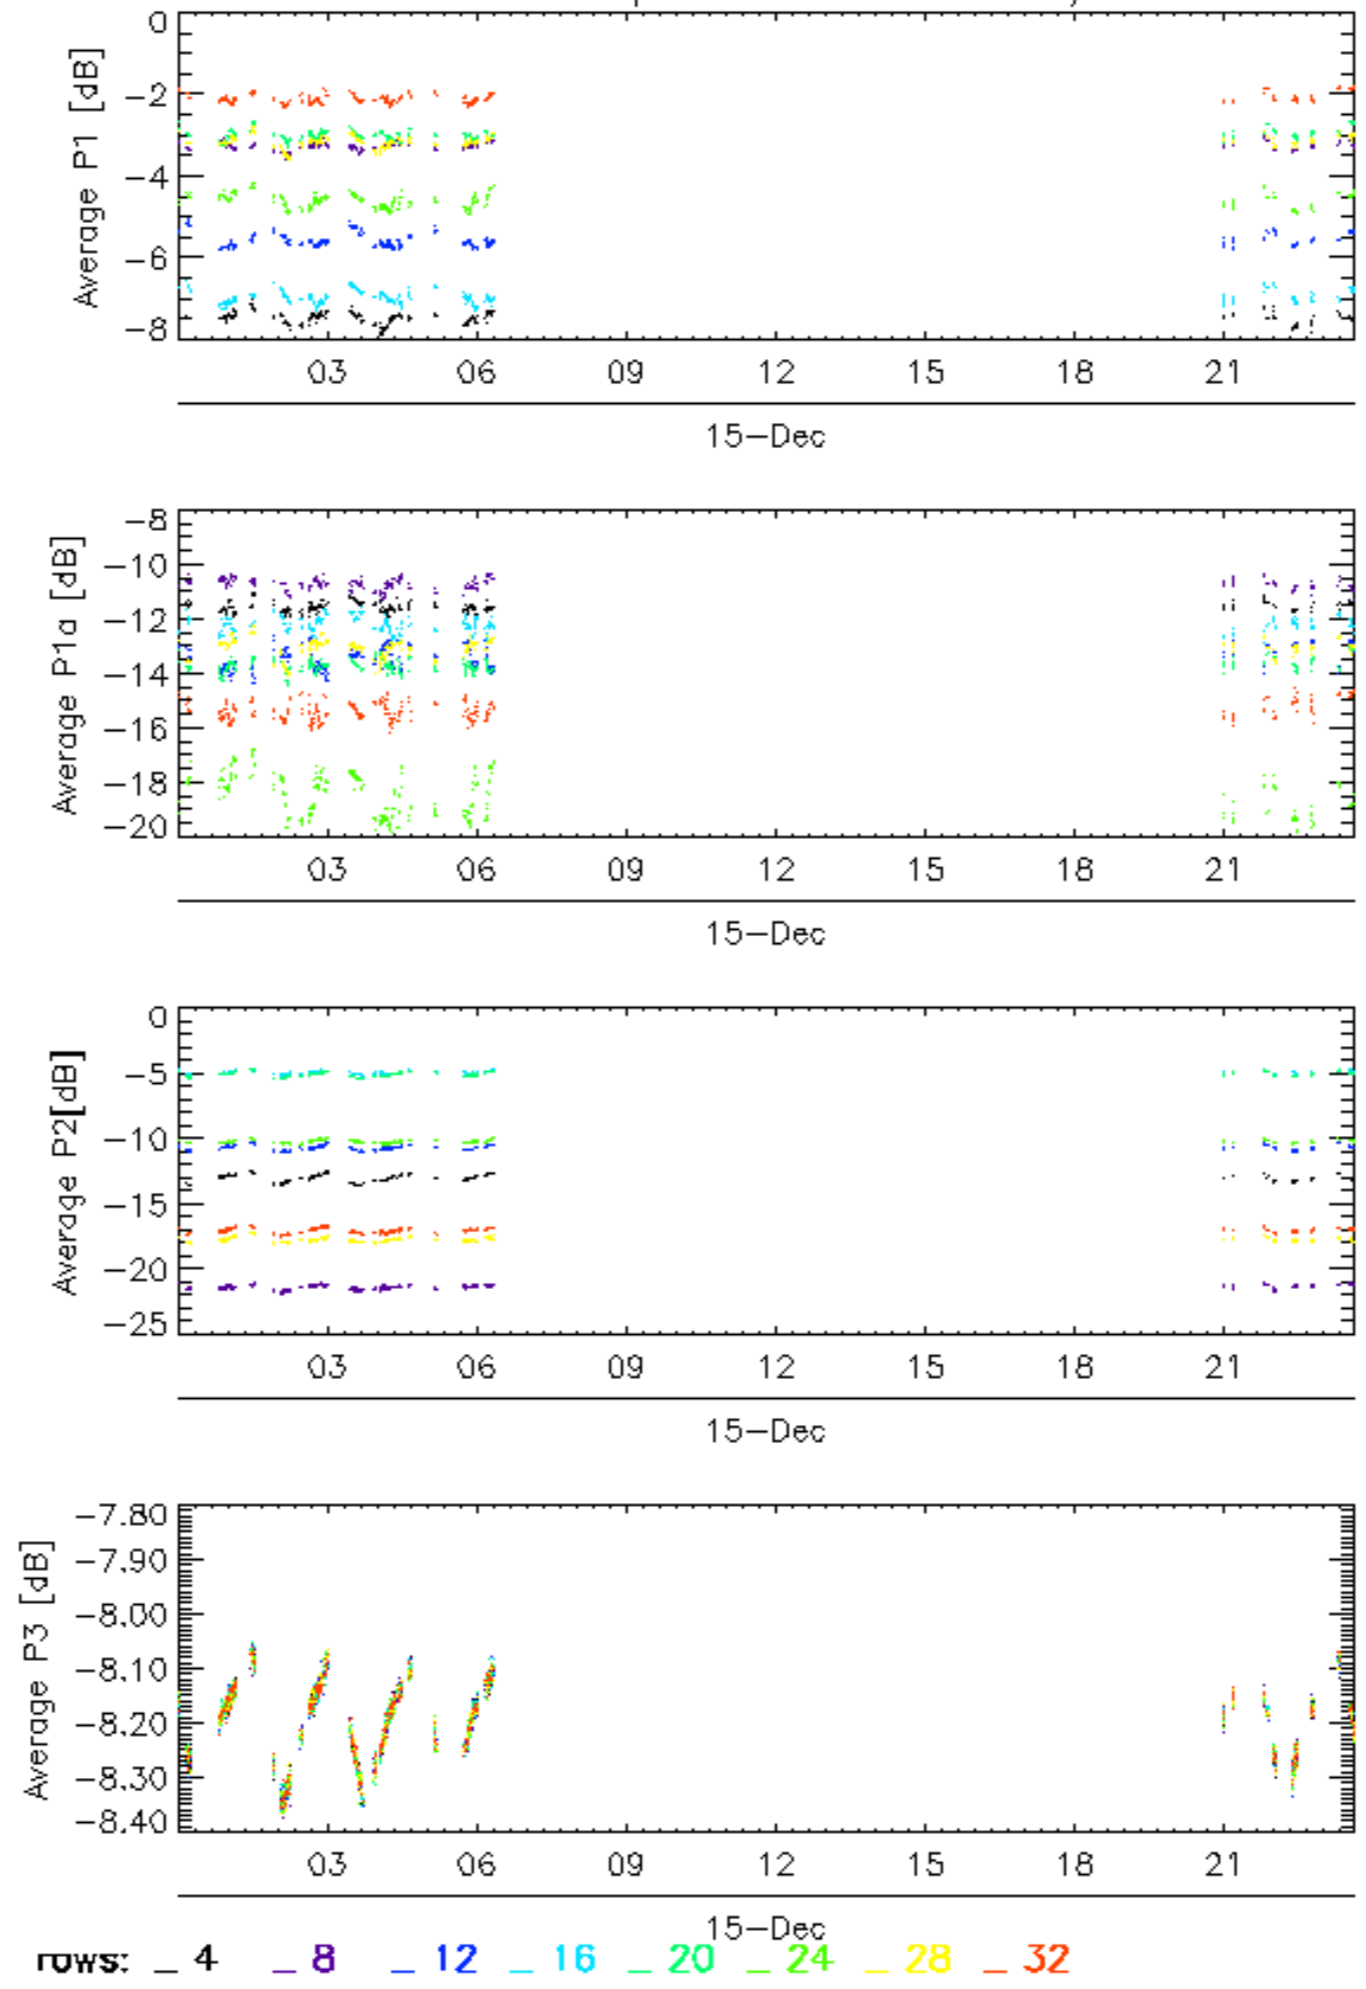 0
−2
−4
−6
−8
Average P1 [dB]
03 06 09 12 15 18 21
15−Dec
−8
−10
−12
−14
−16
−18
−20
Average P1a [dB]
03 06 09 12 15 18 21
15−Dec
0
−5
−10
−15
−20
−25
Average P2[dB]
03 06 09 12 15 18 21
15−Dec
−7.80
−7.90
−8.00
−8.10
−8.20
−8.30
−8.40
Average P3 [dB]
03 06 09 12 15 18 21
15−Dec
rows: _ 4 _ 8 _ 12 _ 16 _ 20 _ 24 _ 28 _ 32